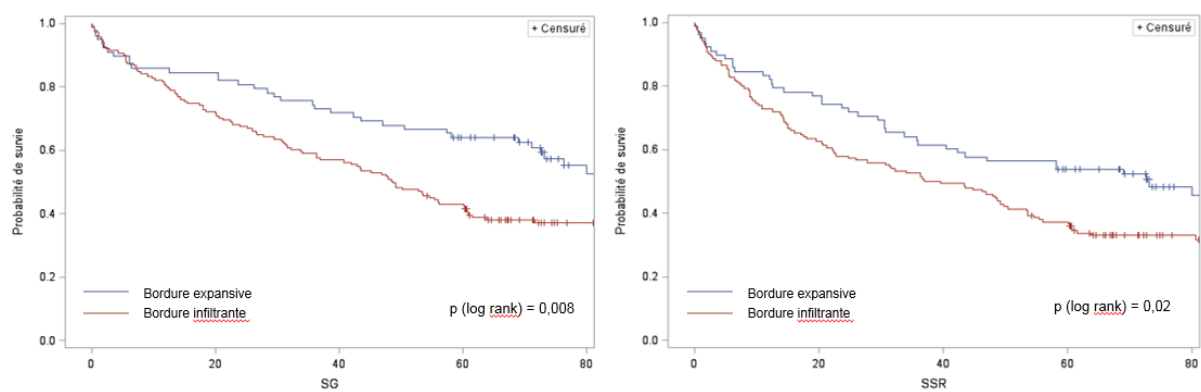 + Censuré
Probabilité de survie
1.0
0.8
0.6
0.4
0.2
0.0
Bordure expansive
Bordure infiltrante
p (log rank) = 0,008
0 20 40 60 80
SG
+ Censuré
Probabilité de survie
1.0
0.8
0.6
0.4
0.2
0.0
Bordure expansive
Bordure infiltrante
p (log rank) = 0,02
0 20 40 60 80
SSR